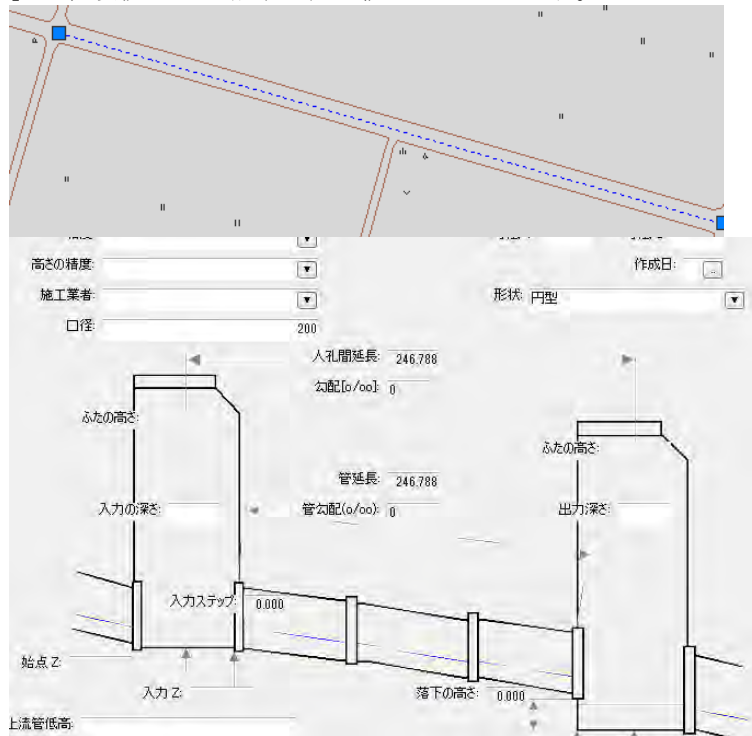 高さの精度:
作成日:
..
施工業者:
形状: 円型
口径: 200
人孔間延長: 246.788
勾配[o/oo]: 0
ふたの高さ:
ふたの高さ:
管延長: 246.788
入力の深さ:
管勾配(o/oo): 0
出力深さ:
入力ステップ: 0.000
始点 Z:
入力 Z:
落下の高さ: 0.000
上流管低高: